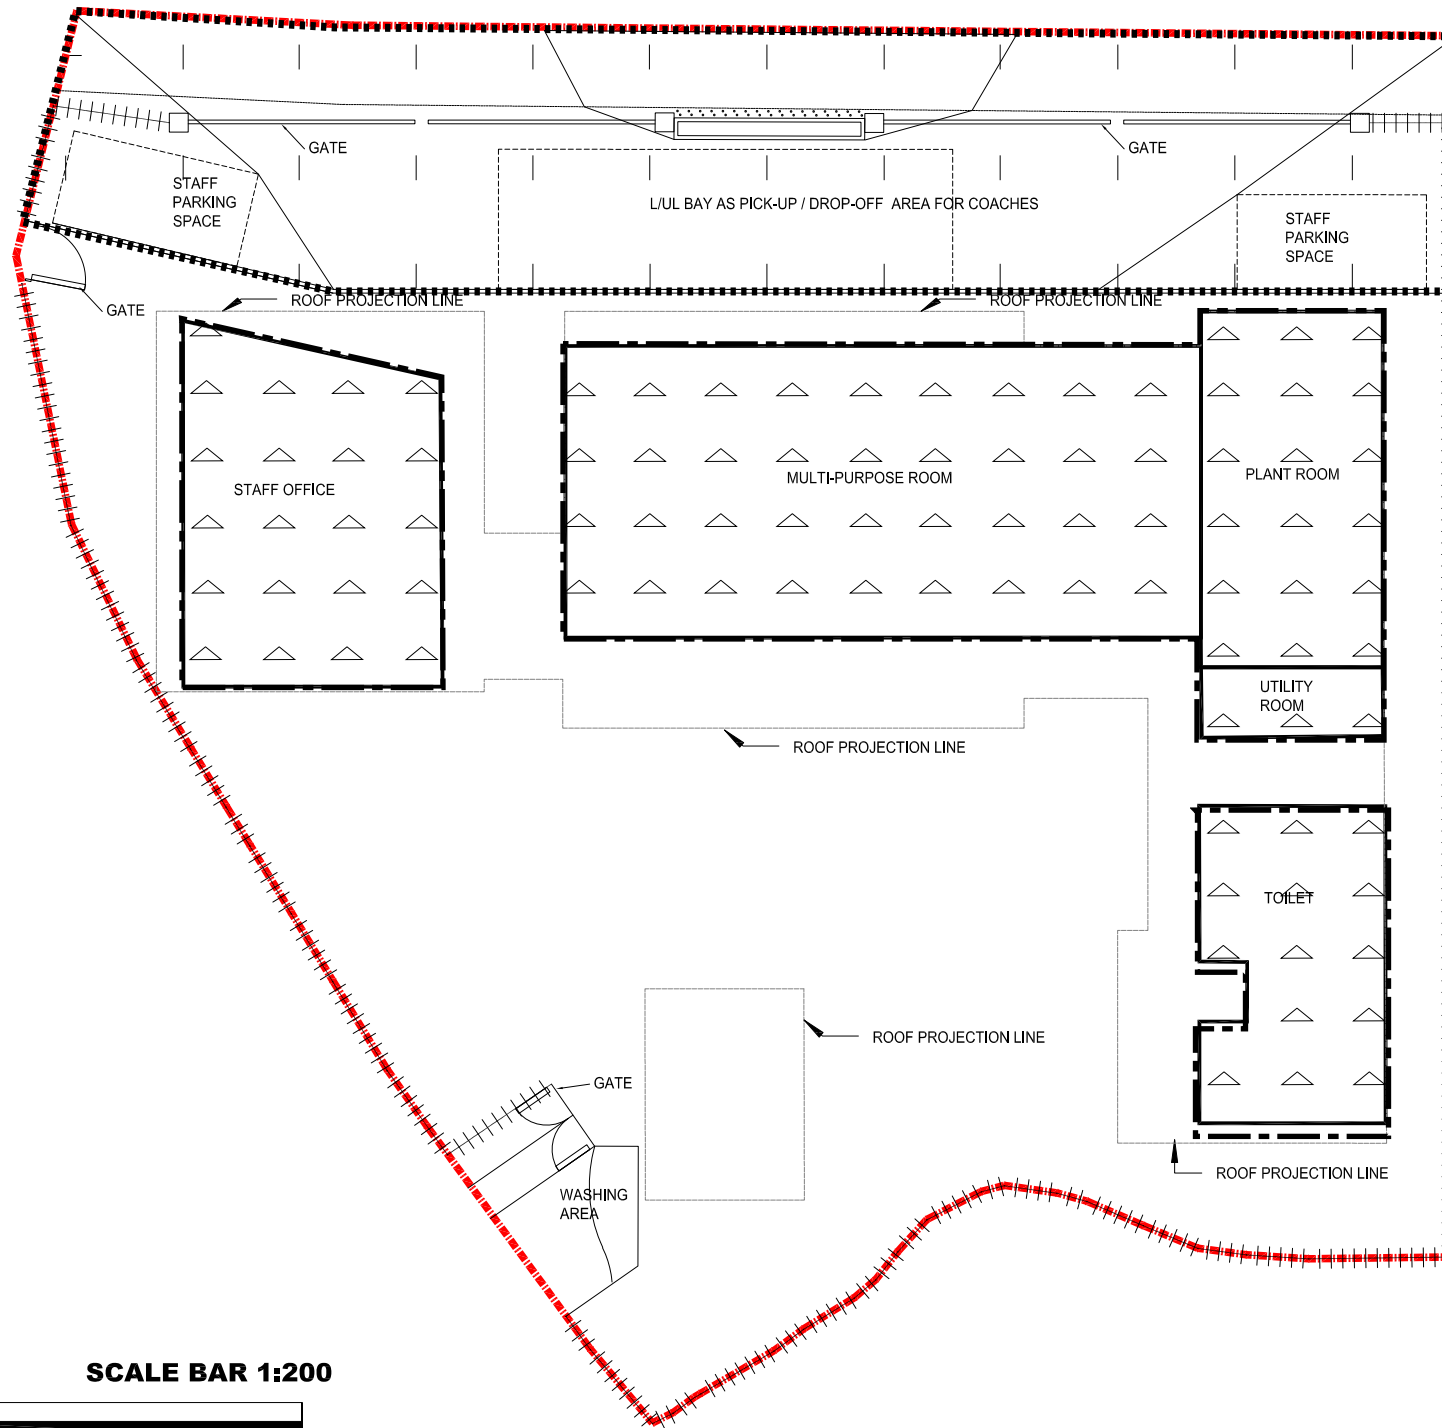 GATE
GATE
STAFF
PARKING
SPACE
L/UL BAY AS PICK-UP / DROP-OFF AREA FOR COACHES
STAFF
PARKING
SPACE
GATE
ROOF PROJECTION LINE
ROOF PROJECTION LINE
STAFF OFFICE
MULTI-PURPOSE ROOM
PLANT ROOM
UTILITY
ROOM
ROOF PROJECTION LINE
TOILET
ROOF PROJECTION LINE
GATE
WASHING
AREA
ROOF PROJECTION LINE
SCALE BAR 1:200